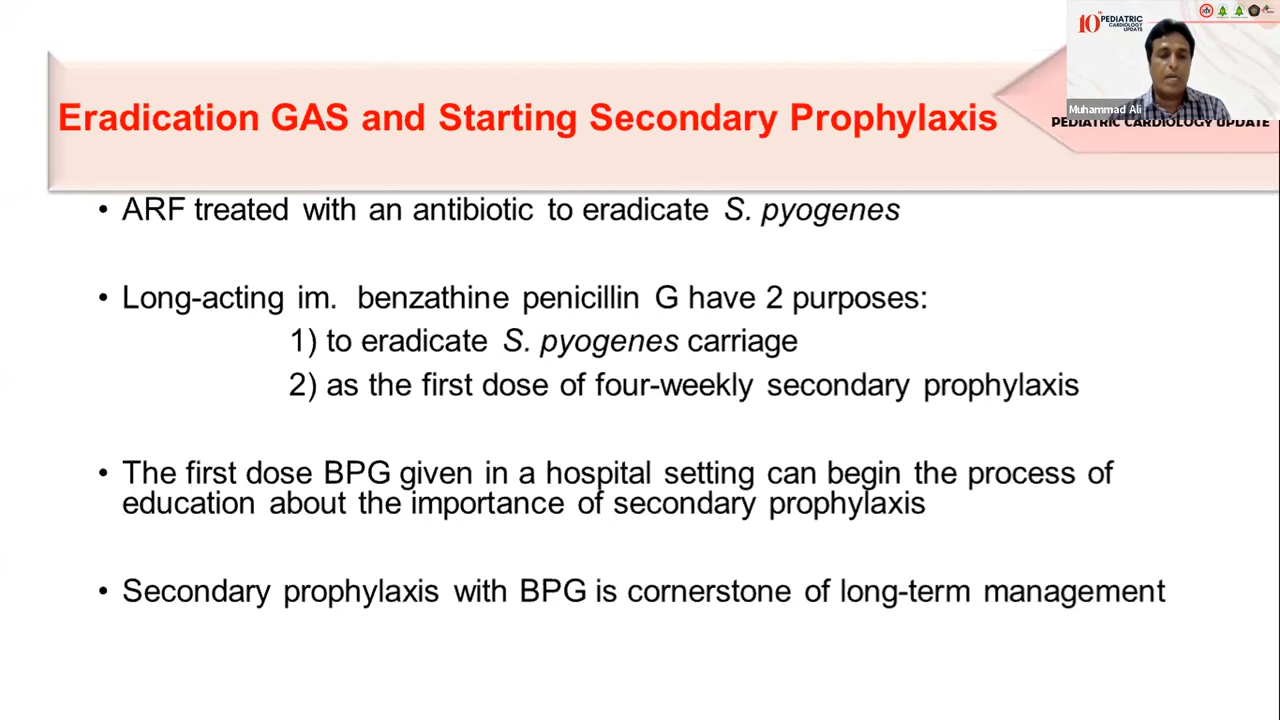 10th PEDIATRIC
CARDIOLOGY
UPDATE
Muhammad Ali
PEDIATRIC CARDIOLOGY UPDATE
Eradication GAS and Starting Secondary Prophylaxis
• ARF treated with an antibiotic to eradicate S. pyogenes
• Long-acting im. benzathine penicillin G have 2 purposes:
1) to eradicate S. pyogenes carriage
2) as the first dose of four-weekly secondary prophylaxis
• The first dose BPG given in a hospital setting can begin the process of
education about the importance of secondary prophylaxis
• Secondary prophylaxis with BPG is cornerstone of long-term management